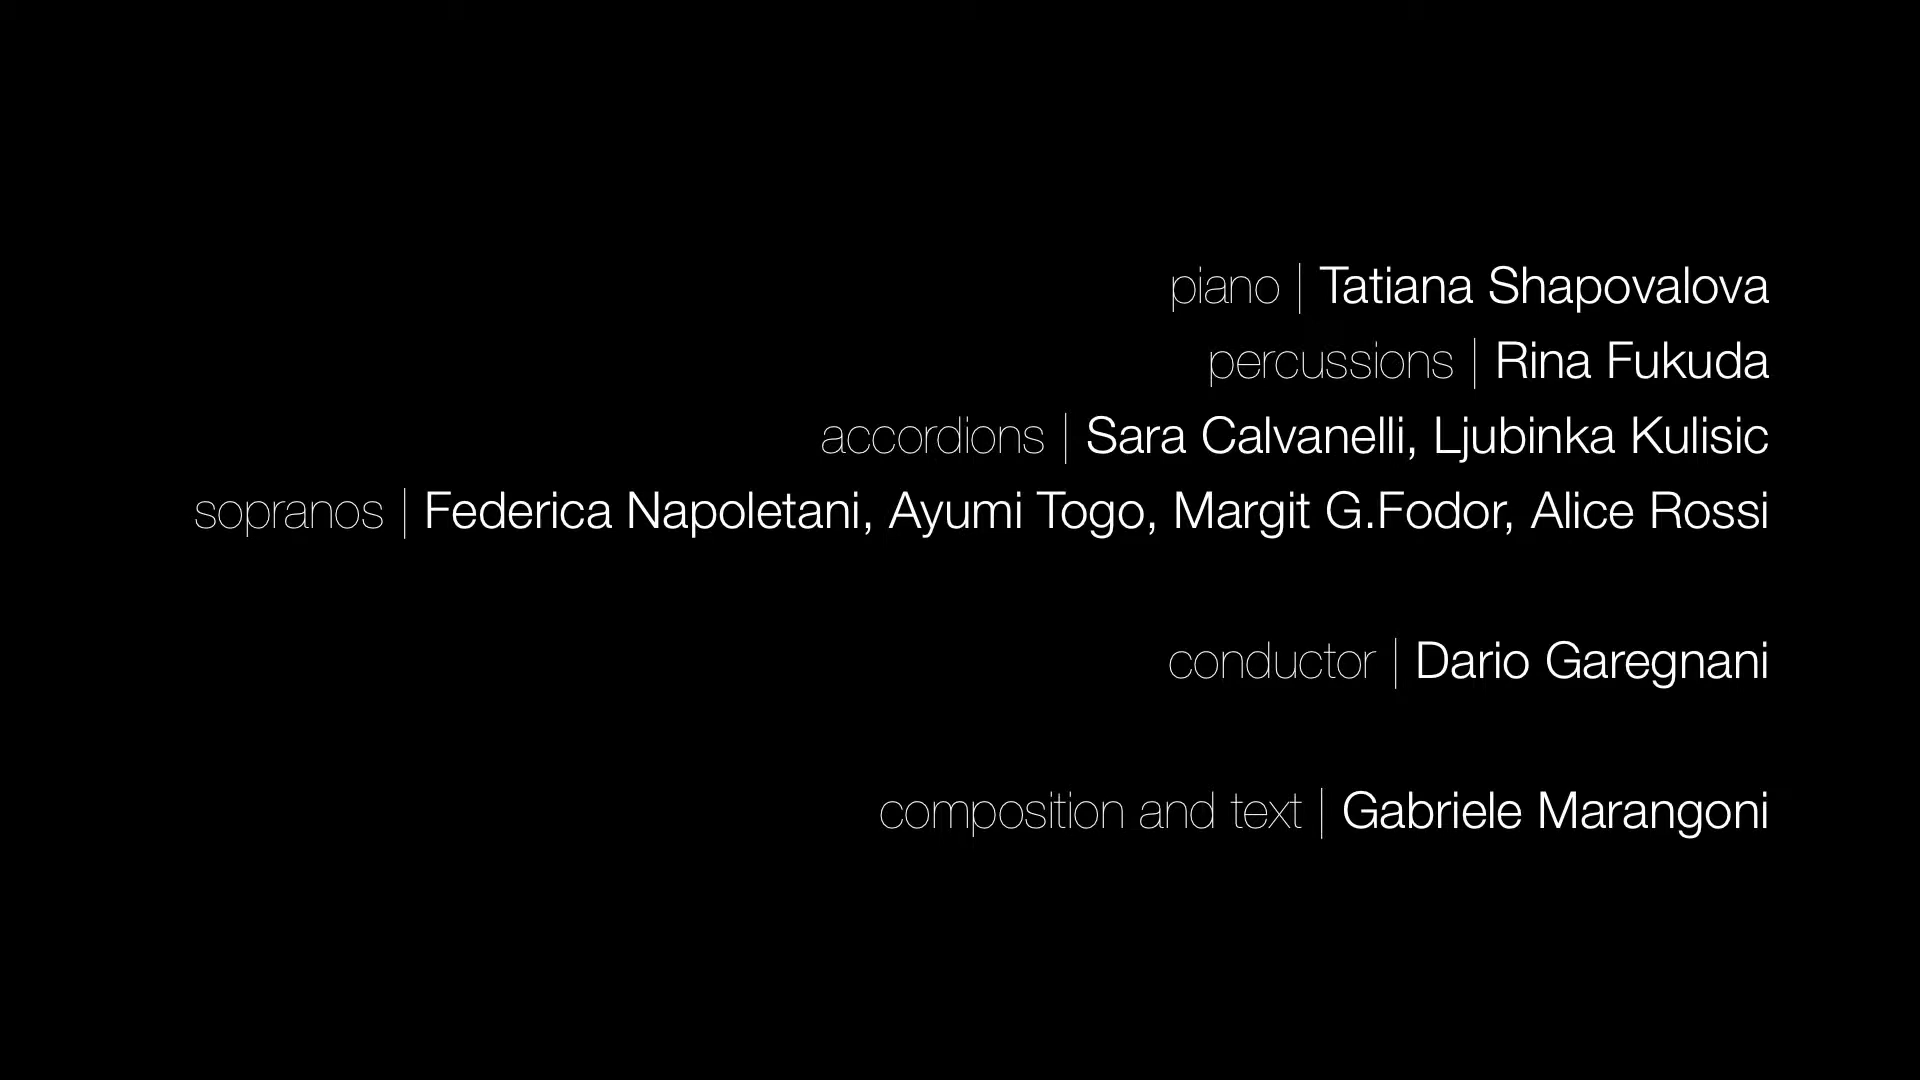 piano | Tatiana Shapovalova
percussions | Rina Fukuda
accordions | Sara Calvanelli, Ljubinka Kulisic
sopranos | Federica Napoletani, Ayumi Togo, Margit G.Fodor, Alice Rossi
conductor | Dario Garegnani
composition and text | Gabriele Marangoni